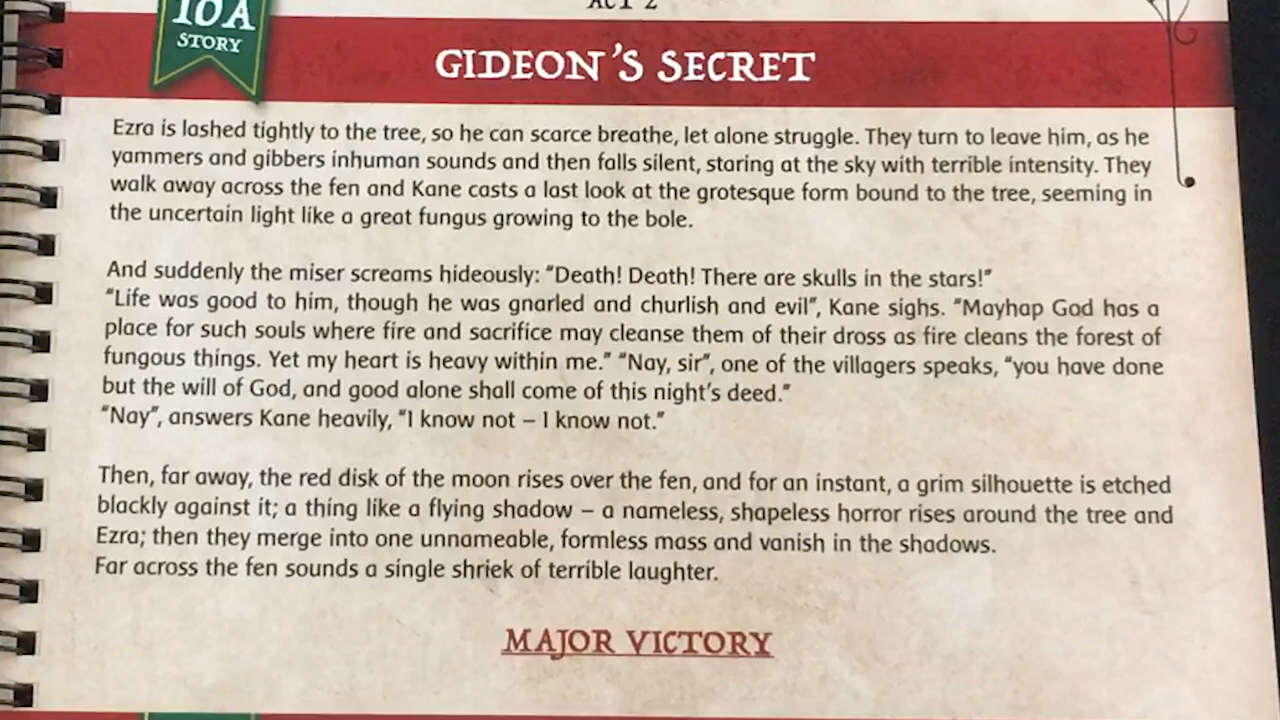 ACT 2
10A
STORY
GIDEON'S SECRET
Ezra is lashed tightly to the tree, so he can scarce breathe, let alone struggle. They turn to leave him, as he
yammers and gibbers inhuman sounds and then falls silent, staring at the sky with terrible intensity. They
walk away across the fen and Kane casts a last look at the grotesque form bound to the tree, seeming in
the uncertain light like a great fungus growing to the bole.
And suddenly the miser screams hideously: "Death! Death! There are skulls in the stars!"
"Life was good to him, though he was gnarled and churlish and evil", Kane sighs. "Mayhap God has a
place for such souls where fire and sacrifice may cleanse them of their dross as fire cleans the forest of
fungous things. Yet my heart is heavy within me." "Nay, sir", one of the villagers speaks, "you have done
but the will of God, and good alone shall come of this night's deed."
"Nay", answers Kane heavily, "I know not – I know not."
Then, far away, the red disk of the moon rises over the fen, and for an instant, a grim silhouette is etched
blackly against it; a thing like a flying shadow – a nameless, shapeless horror rises around the tree and
Ezra; then they merge into one unnameable, formless mass and vanish in the shadows.
Far across the fen sounds a single shriek of terrible laughter.
MAJOR VICTORY